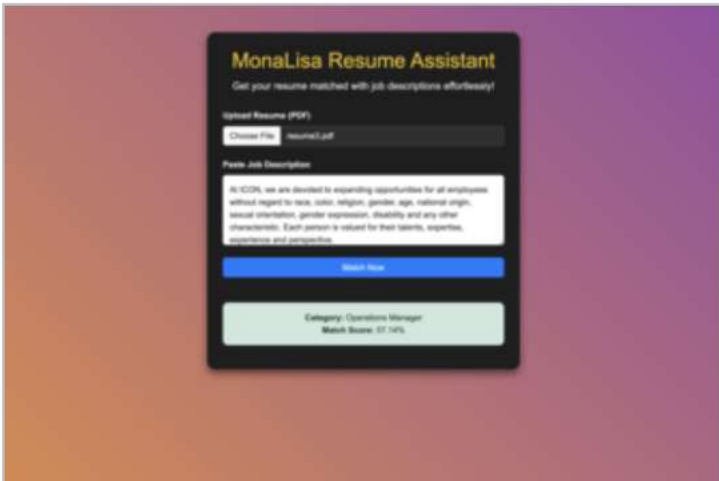 MonaLisa Resume Assistant
Get your resume matched with job descriptions effortlessly!
Upload Resume (PDF)
Choose File resume2.pdf
Paste Job Description
At ICON, we are devoted to expanding opportunities for all employees
without regard to race, color, religion, gender, age, national origin,
sexual orientation, gender expression, disability and any other
characteristic. Each person is valued for their talents, expertise,
experience and perspective.
Match Now
Category: Operations Manager
Match Score: 57.14%